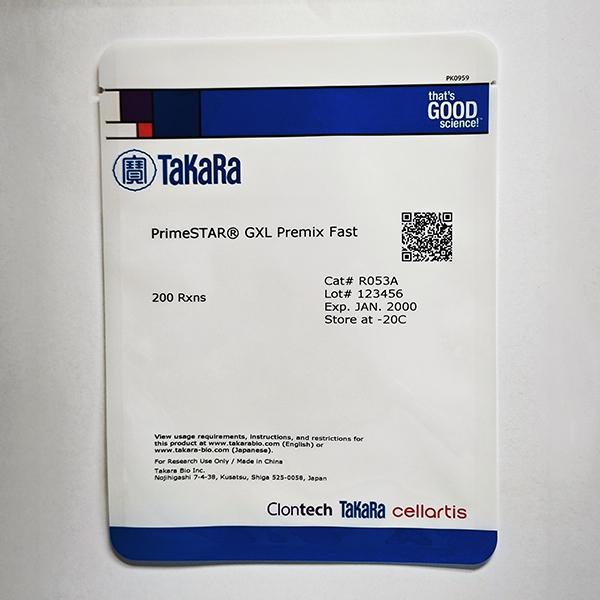 PK0959
that's
GOOD
science!™
寶 TaKaRa
PrimeSTAR® GXL Premix Fast
200 Rxns
Cat# R053A
Lot# 123456
Exp. JAN. 2000
Store at -20C
View usage requirements, instructions, and restrictions for
this product at www.takarabio.com (English) or
www.takara-bio.com (Japanese).
For Research Use Only / Made in China
Takara Bio Inc.
Nojihigashi 7-4-38, Kusatsu, Shiga 525-0058, Japan
Clontech TaKaRa cellartis